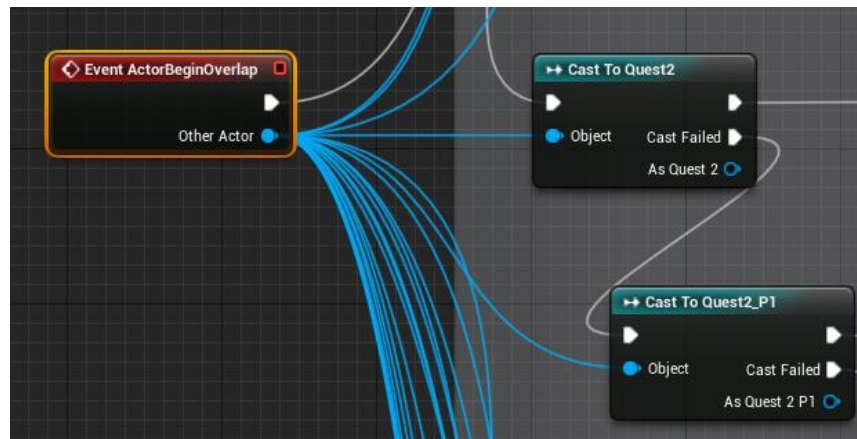 Event ActorBeginOverlap
Other Actor
Cast To Quest2
Object
Cast Failed
As Quest 2
Cast To Quest2_P1
Object
Cast Failed
As Quest 2 P1